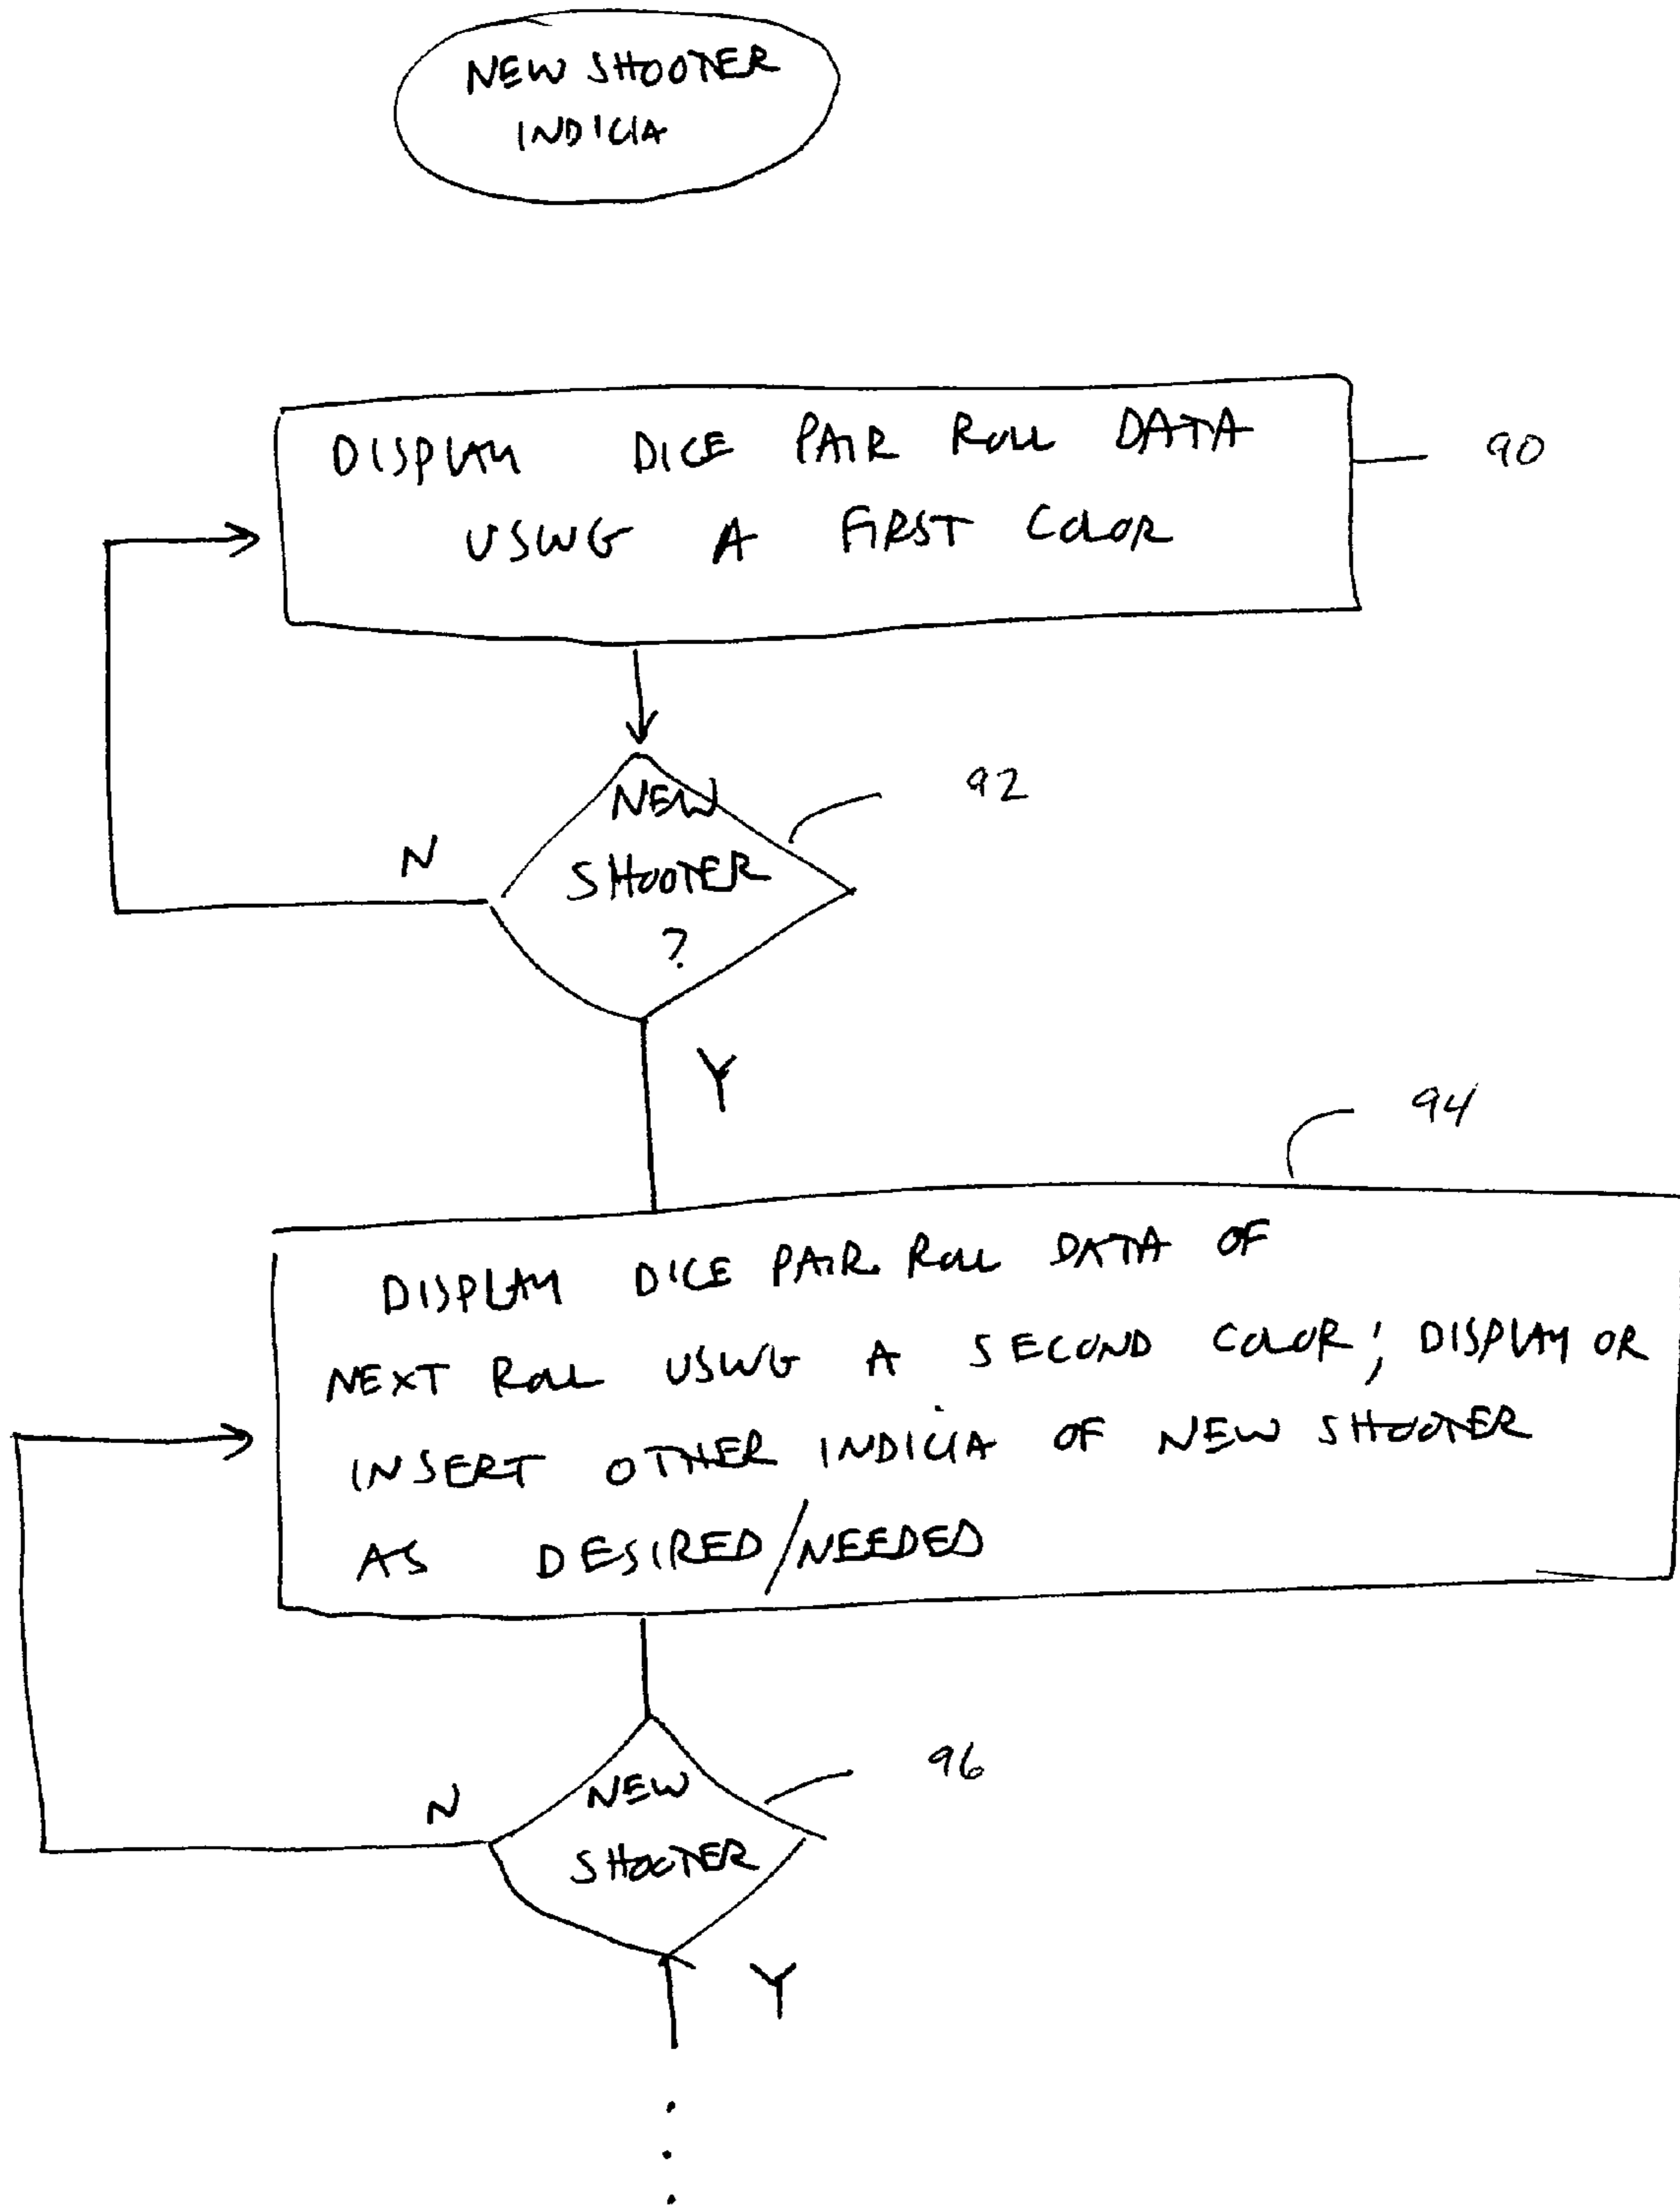 NEW SHOOTER
INDICIA
DISPLAY DICE PAIR ROLL DATA
USING A FIRST COLOR
90
NEW
SHOOTER
?
92
N
Y
94
DISPLAY DICE PAIR ROLL DATA OF
NEXT ROLL USING A SECOND COLOR; DISPLAY OR
INSERT OTHER INDICIA OF NEW SHOOTER
AS DESIRED/NEEDED
NEW
SHOOTER
96
N
Y